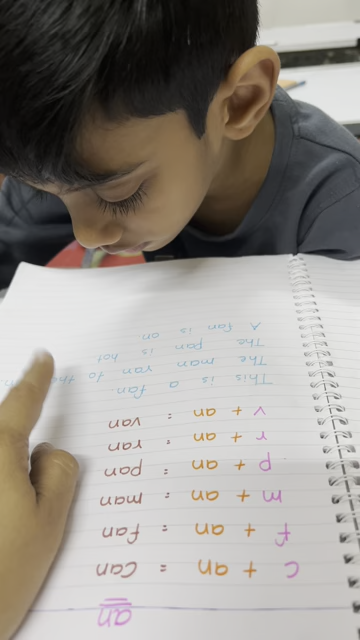 an
c + an = Can
f + an = fan
m + an = man
p + an = pan
r + an = ran
v + an = van
This is a fan.
The man ran to the
The pan is hot.
A fan is on